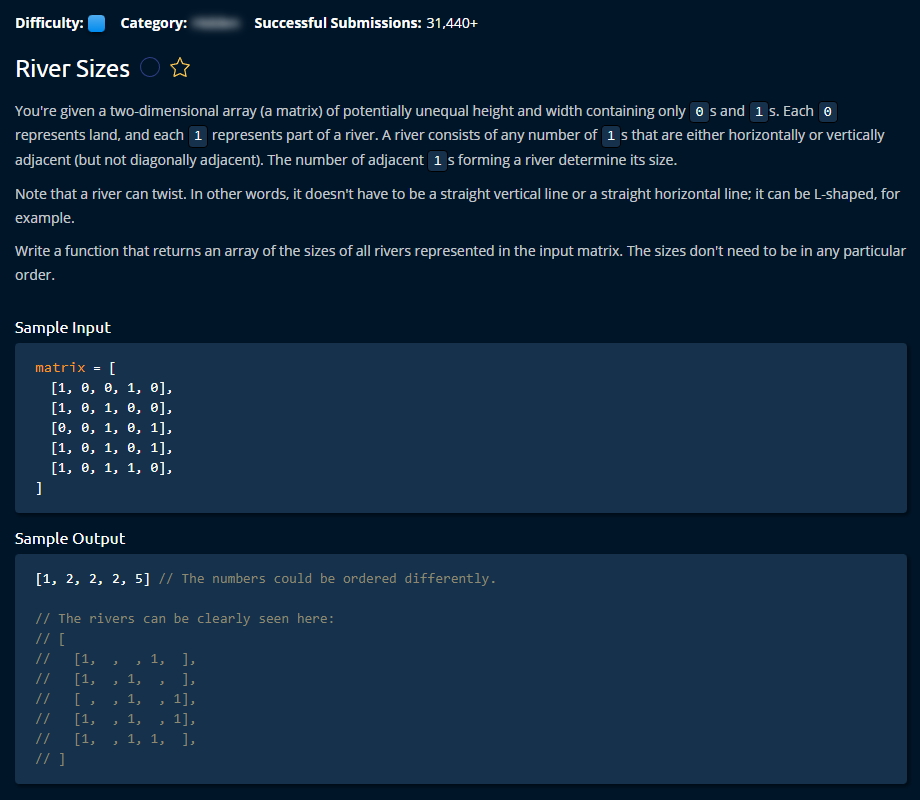 Difficulty: Category: Successful Submissions: 31,440+
River Sizes
You're given a two-dimensional array (a matrix) of potentially unequal height and width containing only 0 s and 1 s. Each 0
represents land, and each 1 represents part of a river. A river consists of any number of 1 s that are either horizontally or vertically
adjacent (but not diagonally adjacent). The number of adjacent 1 s forming a river determine its size.
Note that a river can twist. In other words, it doesn't have to be a straight vertical line or a straight horizontal line; it can be L-shaped, for
example.
Write a function that returns an array of the sizes of all rivers represented in the input matrix. The sizes don't need to be in any particular
order.
Sample Input
matrix = [
  [1, 0, 0, 1, 0],
  [1, 0, 1, 0, 0],
  [0, 0, 1, 0, 1],
  [1, 0, 1, 0, 1],
  [1, 0, 1, 1, 0],
]
Sample Output
[1, 2, 2, 2, 5] // The numbers could be ordered differently.
// The rivers can be clearly seen here:
// [
//   [1,  ,  , 1,  ],
//   [1,  , 1,  ,  ],
//   [ ,  , 1,  , 1],
//   [1,  , 1,  , 1],
//   [1,  , 1, 1,  ],
// ]